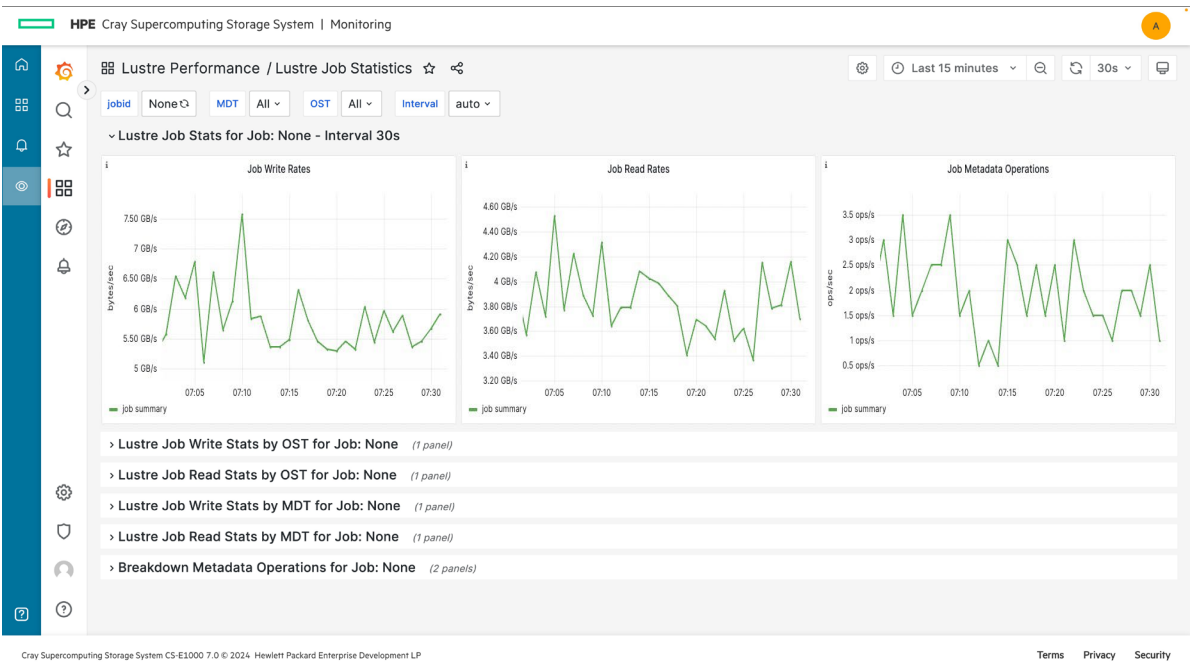 HPE Cray Supercomputing Storage System | Monitoring
A
Lustre Performance / Lustre Job Statistics
Last 15 minutes
30s
jobid None MDT All OST All Interval auto
Lustre Job Stats for Job: None - Interval 30s
i
Job Write Rates
bytes/sec
7.50 GB/s
7 GB/s
6.50 GB/s
6 GB/s
5.50 GB/s
5 GB/s
07:05 07:10 07:15 07:20 07:25 07:30
job summary
i
Job Read Rates
bytes/sec
4.60 GB/s
4.40 GB/s
4.20 GB/s
4 GB/s
3.80 GB/s
3.60 GB/s
3.40 GB/s
3.20 GB/s
07:05 07:10 07:15 07:20 07:25 07:30
job summary
i
Job Metadata Operations
ops/sec
3.5 ops/s
3 ops/s
2.5 ops/s
2 ops/s
1.5 ops/s
1 ops/s
0.5 ops/s
07:05 07:10 07:15 07:20 07:25 07:30
job summary
Lustre Job Write Stats by OST for Job: None (1 panel)
Lustre Job Read Stats by OST for Job: None (1 panel)
Lustre Job Write Stats by MDT for Job: None (1 panel)
Lustre Job Read Stats by MDT for Job: None (1 panel)
Breakdown Metadata Operations for Job: None (2 panels)
Cray Supercomputing Storage System CS-E1000 7.0 © 2024 Hewlett Packard Enterprise Development LP
Terms Privacy Security